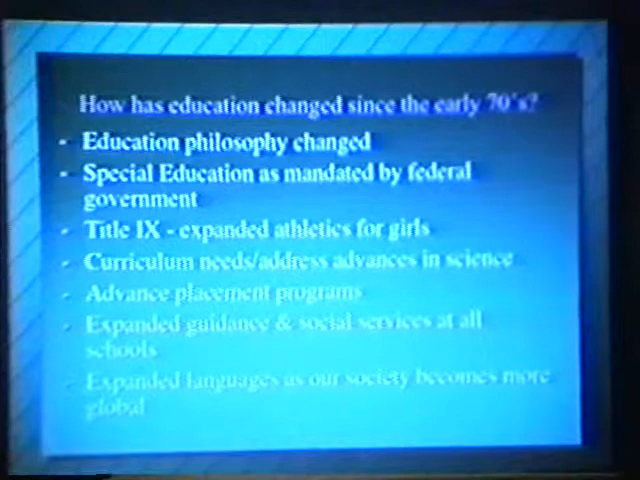 How has education changed since the early 70's?
- Education philosophy changed
- Special Education as mandated by federal
government
- Title IX - expanded athletics for girls
- Curriculum needs/address advances in science
- Advance placement programs
- Expanded guidance & social services at all
schools
- Expanded languages as our society becomes more
global